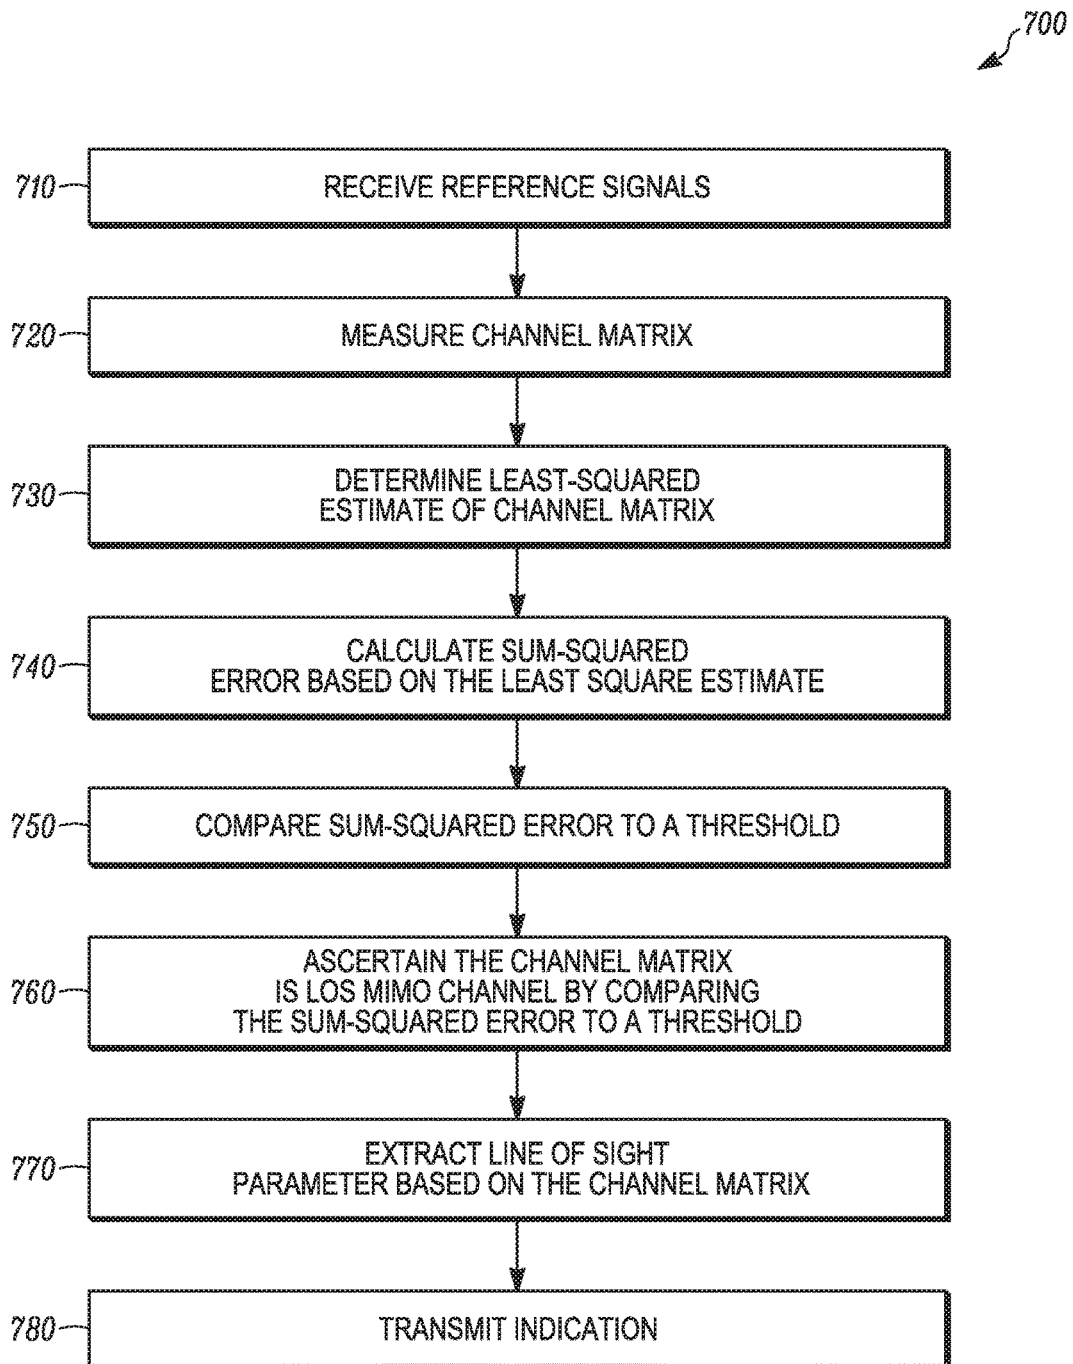 700
710
RECEIVE REFERENCE SIGNALS
720
MEASURE CHANNEL MATRIX
730
DETERMINE LEAST-SQUARED
ESTIMATE OF CHANNEL MATRIX
740
CALCULATE SUM-SQUARED
ERROR BASED ON THE LEAST SQUARE ESTIMATE
750
COMPARE SUM-SQUARED ERROR TO A THRESHOLD
760
ASCERTAIN THE CHANNEL MATRIX
IS LOS MIMO CHANNEL BY COMPARING
THE SUM-SQUARED ERROR TO A THRESHOLD
770
EXTRACT LINE OF SIGHT
PARAMETER BASED ON THE CHANNEL MATRIX
780
TRANSMIT INDICATION